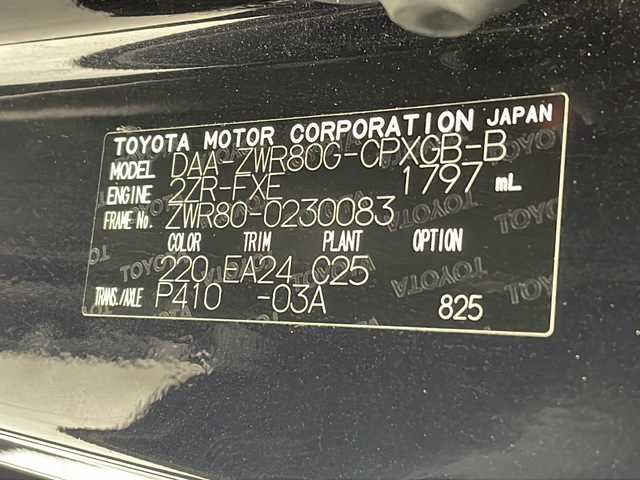 TOYOTA MOTOR CORPORATION JAPAN
MODEL DAA-ZWR80G-CPXGB-B
ENGINE 2ZR-FXE 1797 mL
FRAME No. ZWR80-0230083
COLOR TRIM PLANT OPTION
220 EA24 C25
TRANS./AXLE P410 -03A 825